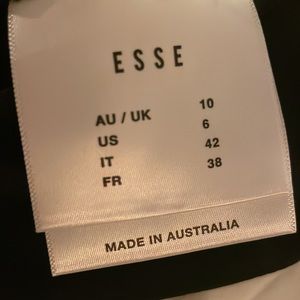 ESSE
AU / UK 10
US 6
IT 42
FR 38
MADE IN AUSTRALIA